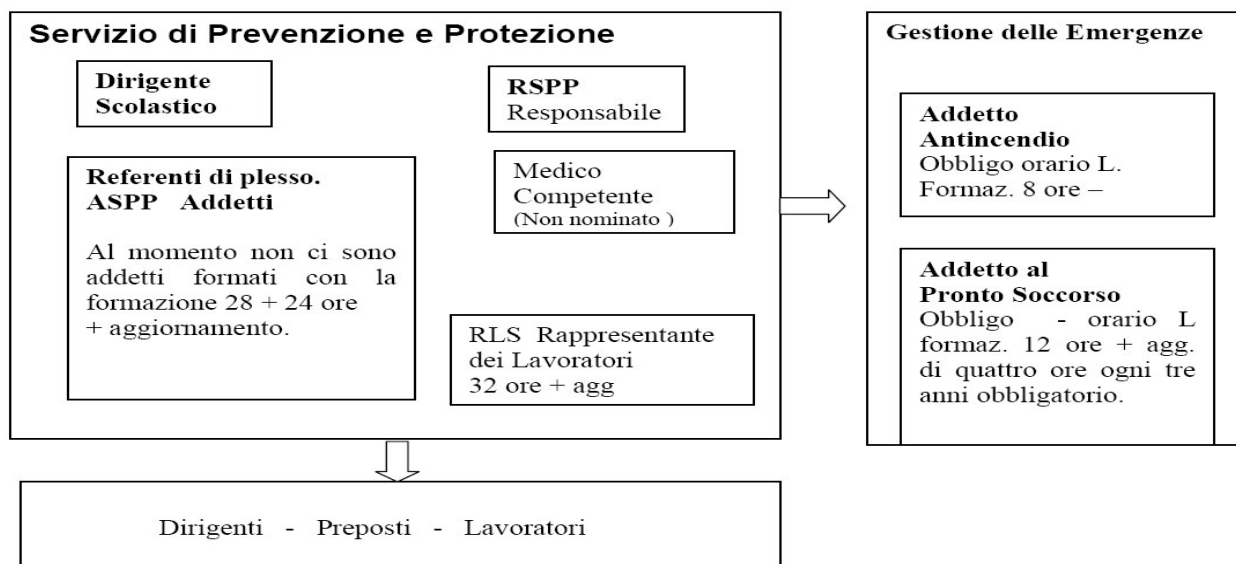 Servizio di Prevenzione e Protezione
Dirigente
Scolastico
RSPP
Responsabile
Referenti di plesso.
ASPP Addetti
Al momento non ci sono
addetti formati con la
formazione 28 + 24 ore
+ aggiornamento.
Medico
Competente
(Non nominato )
RLS Rappresentante
dei Lavoratori
32 ore + agg
Gestione delle Emergenze
Addetto
Antincendio
Obbligo orario L.
Formaz. 8 ore –
Addetto al
Pronto Soccorso
Obbligo - orario L
formaz. 12 ore + agg.
di quattro ore ogni tre
anni obbligatorio.
Dirigenti - Preposti - Lavoratori